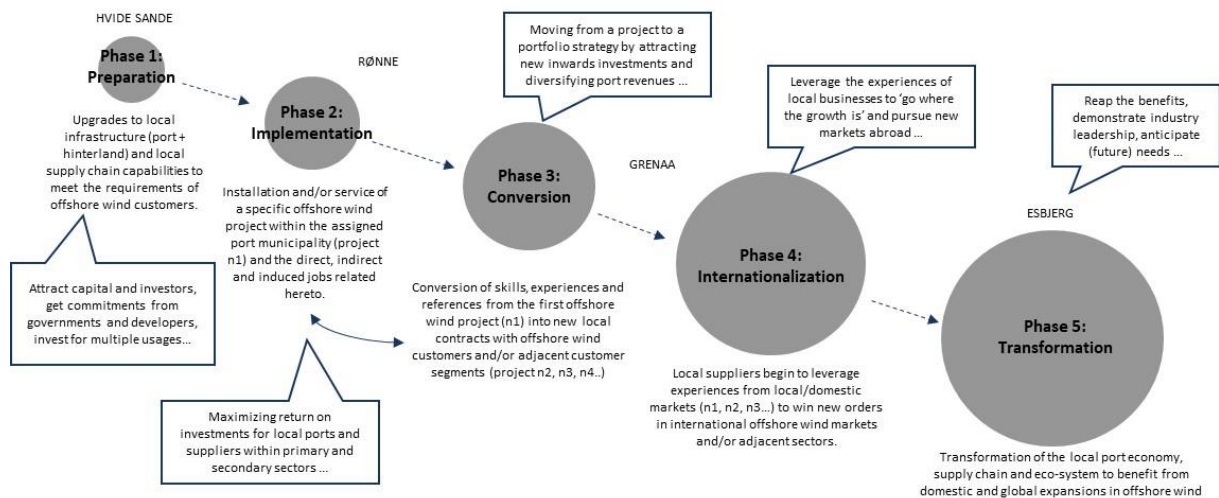 HVIDE SANDE
Phase 1:
Preparation
Upgrades to local
infrastructure (port +
hinterland) and local
supply chain capabilities to
meet the requirements of
offshore wind customers.
Attract capital and investors,
get commitments from
governments and developers,
invest for multiple usages...
RØNNE
Phase 2:
Implementation
Installation and/or service of
a specific offshore wind
project within the assigned
port municipality (project
n1) and the direct, indirect
and induced jobs related
hereto.
Maximizing return on
investments for local ports and
suppliers within primary and
secondary sectors ...
Moving from a project to a
portfolio strategy by attracting
new inwards investments and
diversifying port revenues ...
GRENAA
Phase 3:
Conversion
Conversion of skills, experiences and
references from the first offshore
wind project (n1) into new local
contracts with offshore wind
customers and/or adjacent customer
segments (project n2, n3, n4..)
Leverage the experiences of
local businesses to ‘go where
the growth is’ and pursue new
markets abroad ...
Phase 4:
Internationalization
Local suppliers begin to leverage
experiences from local/domestic
markets (n1, n2, n3...) to win new orders
in international offshore wind markets
and/or adjacent sectors.
Reap the benefits,
demonstrate industry
leadership, anticipate
(future) needs ...
ESBJERG
Phase 5:
Transformation
Transformation of the local port economy,
supply chain and eco-system to benefit from
domestic and global expansions in offshore wind